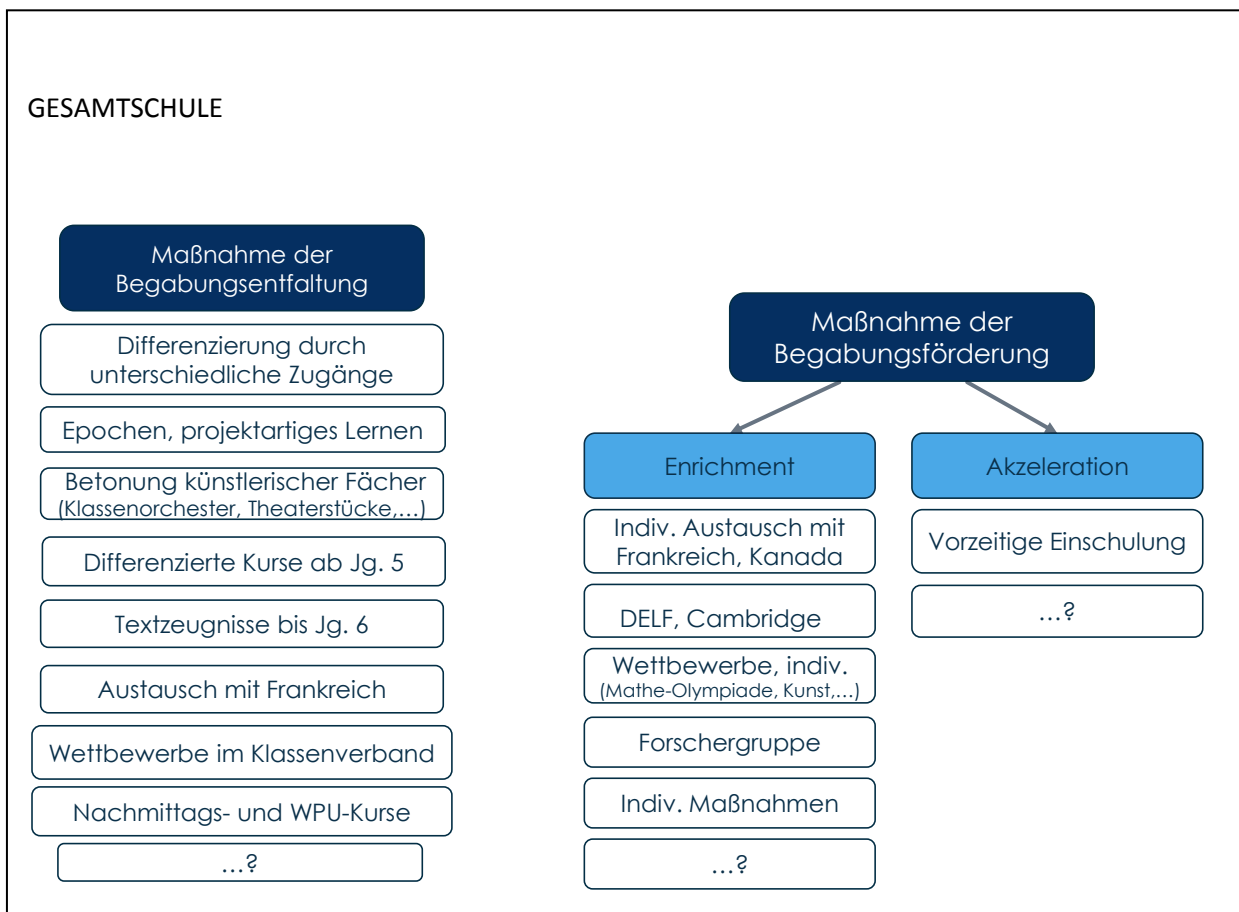 GESAMTSCHULE
Maßnahme der
Begabungsentfaltung
Differenzierung durch
unterschiedliche Zugänge
Epochen, projektartiges Lernen
Betonung künstlerischer Fächer
(Klassenorchester, Theaterstücke,…)
Differenzierte Kurse ab Jg. 5
Textzeugnisse bis Jg. 6
Austausch mit Frankreich
Wettbewerbe im Klassenverband
Nachmittags- und WPU-Kurse
…?
Maßnahme der
Begabungsförderung
Enrichment
Indiv. Austausch mit
Frankreich, Kanada
DELF, Cambridge
Wettbewerbe, indiv.
(Mathe-Olympiade, Kunst,…)
Forschergruppe
Indiv. Maßnahmen
…?
Akzeleration
Vorzeitige Einschulung
…?